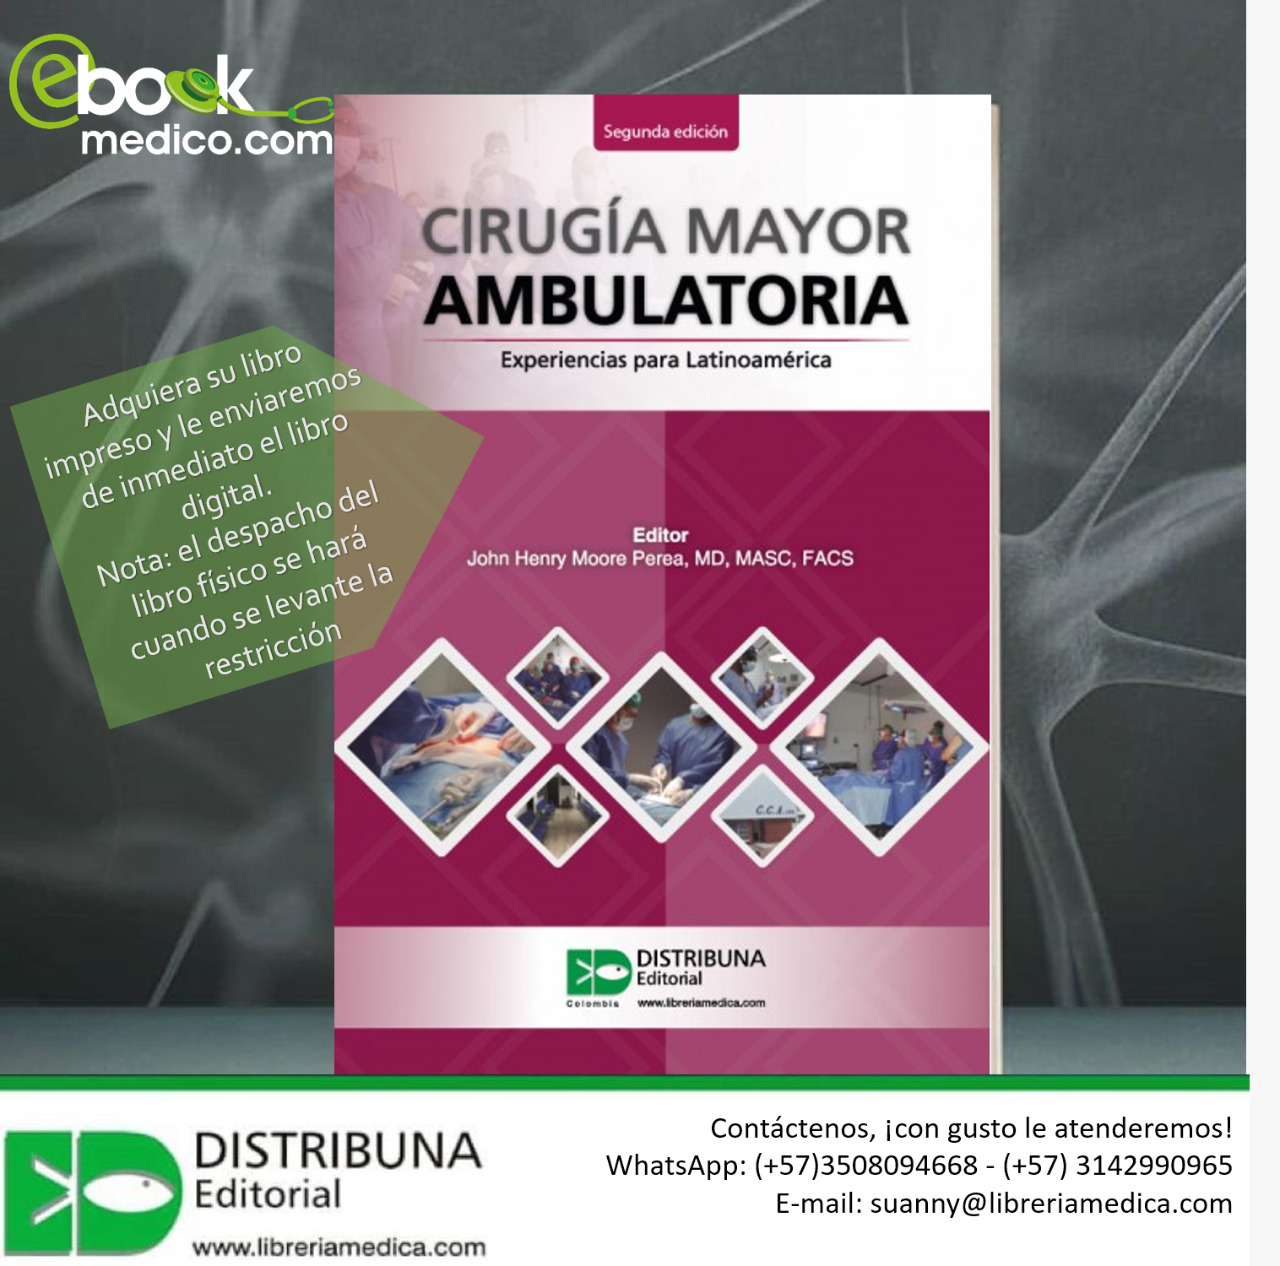 ebook
medico.com
Segunda edición
CIRUGÍA MAYOR
AMBULATORIA
Experiencias para Latinoamérica
Adquiera su libro
impreso y le enviaremos
de inmediato el libro
digital.
Nota: el despacho del
libro físico se hará
cuando se levante la
restricción
Editor
John Henry Moore Perea, MD, MASC, FACS
C.C.A
DISTRIBUNA
Editorial
Colombia www.libreriamedica.com
DISTRIBUNA
Editorial
www.libreriamedica.com
Contáctenos, ¡con gusto le atenderemos!
WhatsApp: (+57)3508094668 - (+57) 3142990965
E-mail: suanny@libreriamedica.com